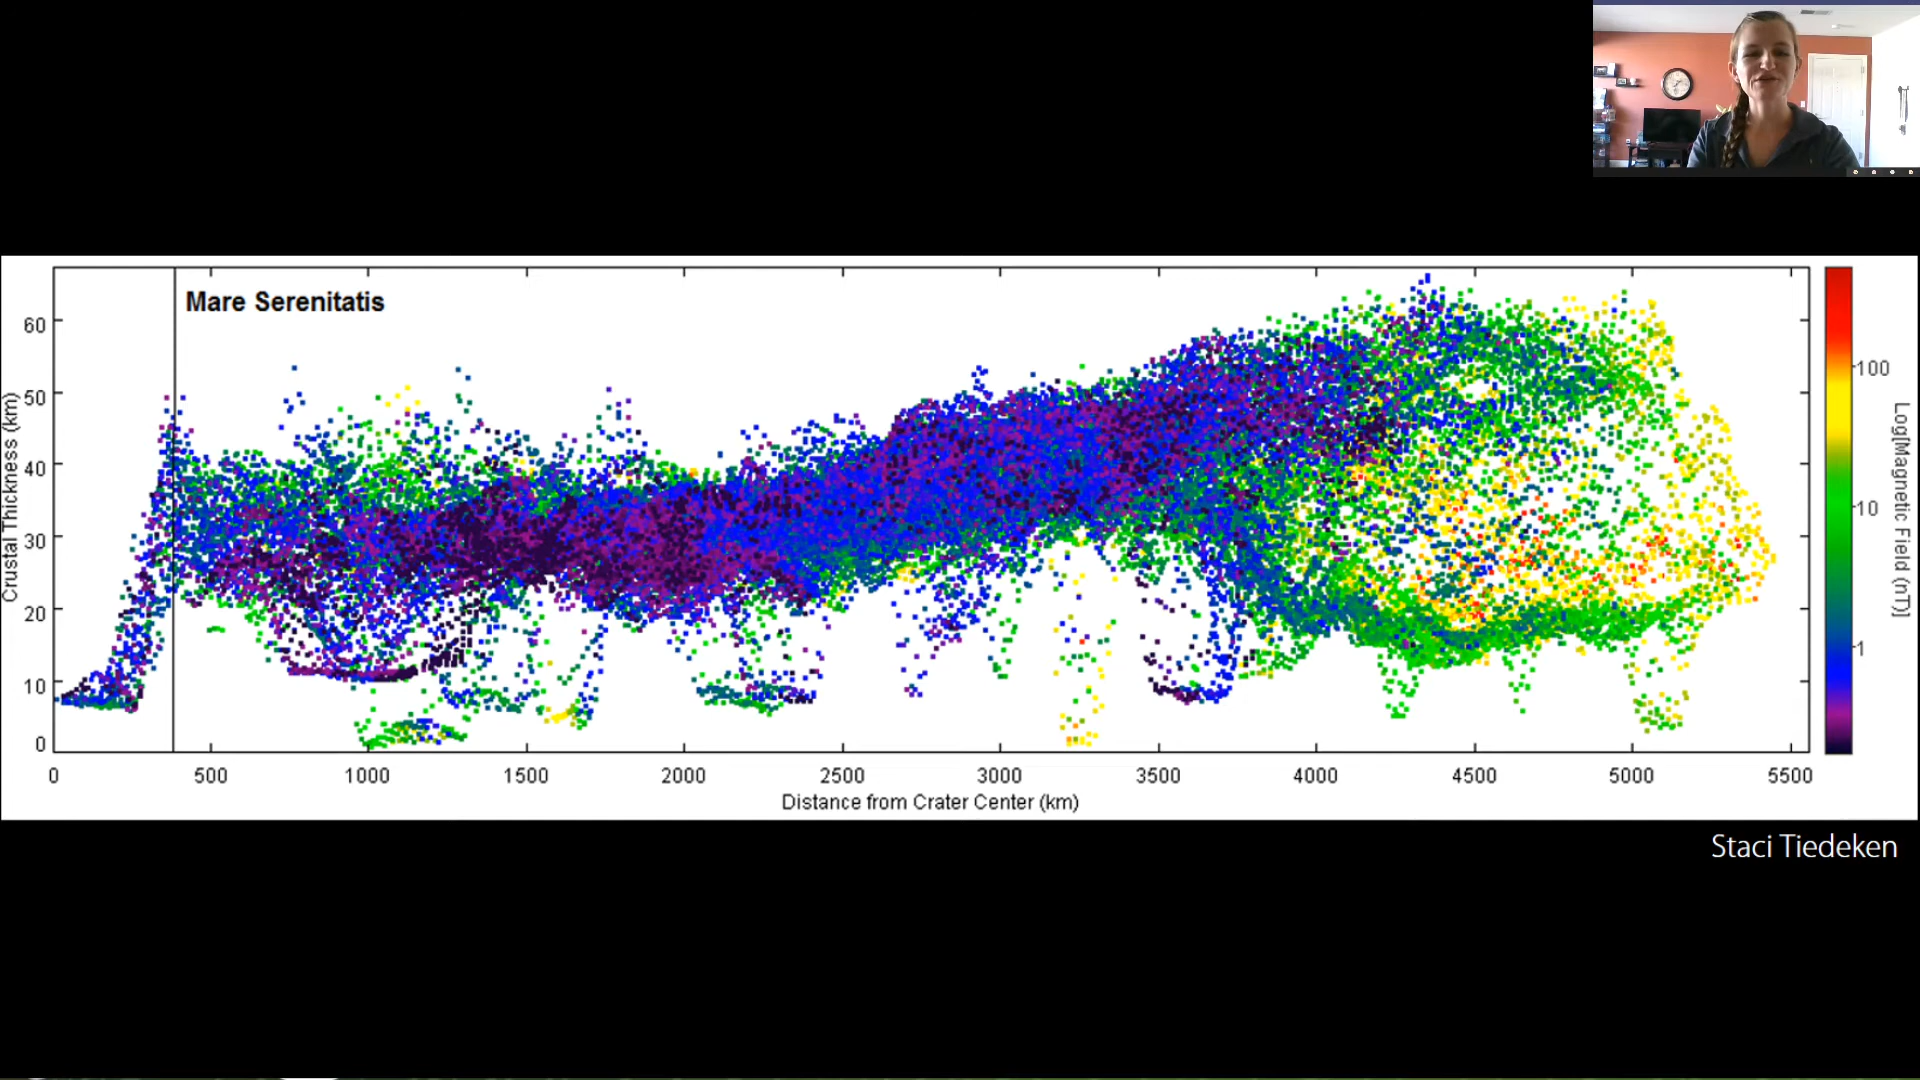 Mare Serenitatis
60
50
40
30
20
10
0
Crustal Thickness (km)
0 500 1000 1500 2000 2500 3000 3500 4000 4500 5000 5500
Distance from Crater Center (km)
100
10
1
Log[Magnetic Field (nT)]
Staci Tiedeken